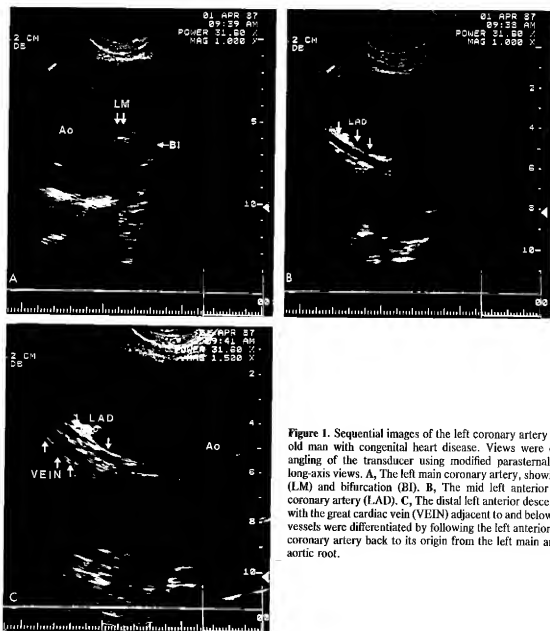 01 APR 87
09:39 AM
POWER 31.60 %
MAG 1.000 X
2 CM
DB
LM
Ao
BI
5
10
A
00
01 APR 87
09:38 AM
POWER 31.60 %
MAG 1.000 X
2 CM
DB
LAD
2
4
6
8
10
B
00
APR 87
09:41 AM
POWER 31.60 %
MAG 1.520 X
2 CM
DB
2
4
6
10
LAD
Ao
VEIN
C
00
Figure 1. Sequential images of the left coronary artery
old man with congenital heart disease. Views were
angling of the transducer using modified parasternal
long-axis views. A, The left main coronary artery,
(LM) and bifurcation (BI). B, The mid left anterior
coronary artery (LAD). C, The distal left anterior
with the great cardiac vein (VEIN) adjacent to and below
vessels were differentiated by following the left anterior
coronary artery back to its origin from the left main
aortic root.